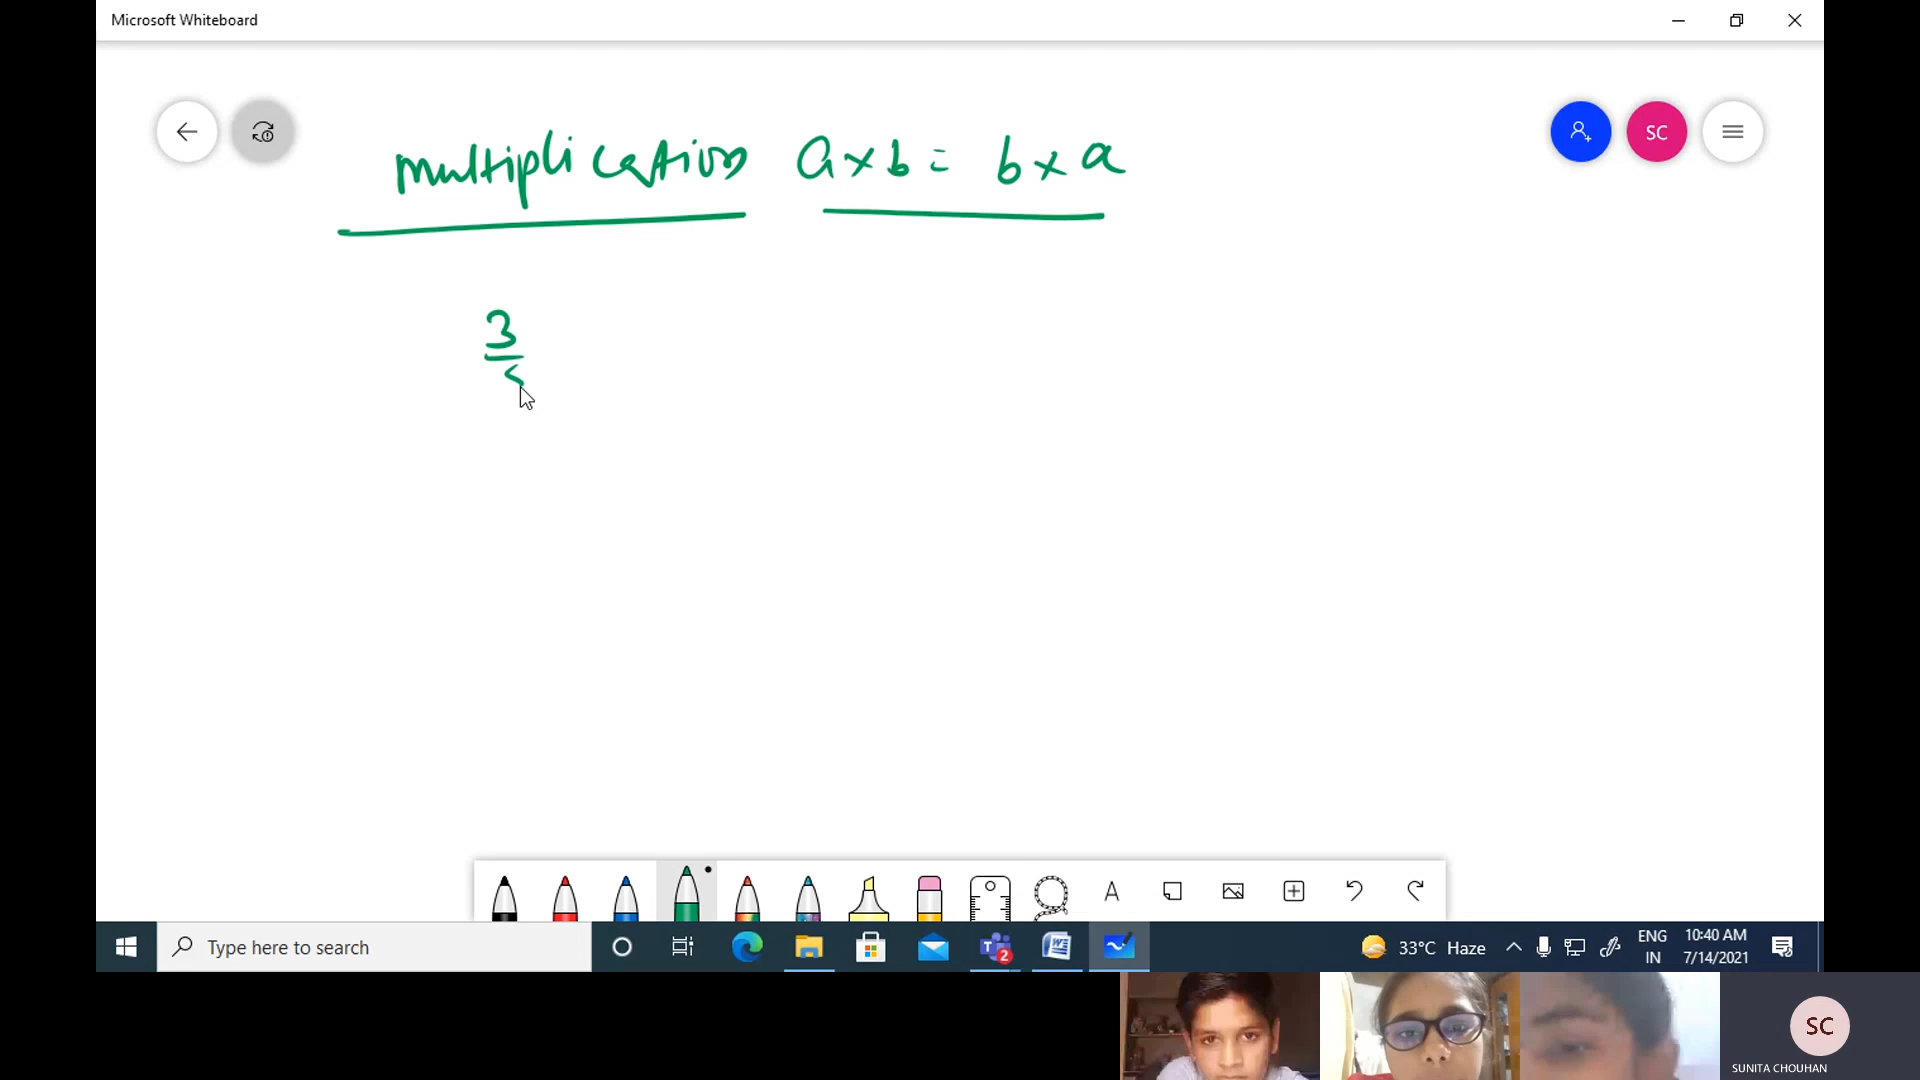 Microsoft Whiteboard
multiplication a×b = b×a
SC
3
A
Type here to search
2
33°C Haze
ENG
IN
10:40 AM
7/14/2021
SC
SUNITA CHOUHAN